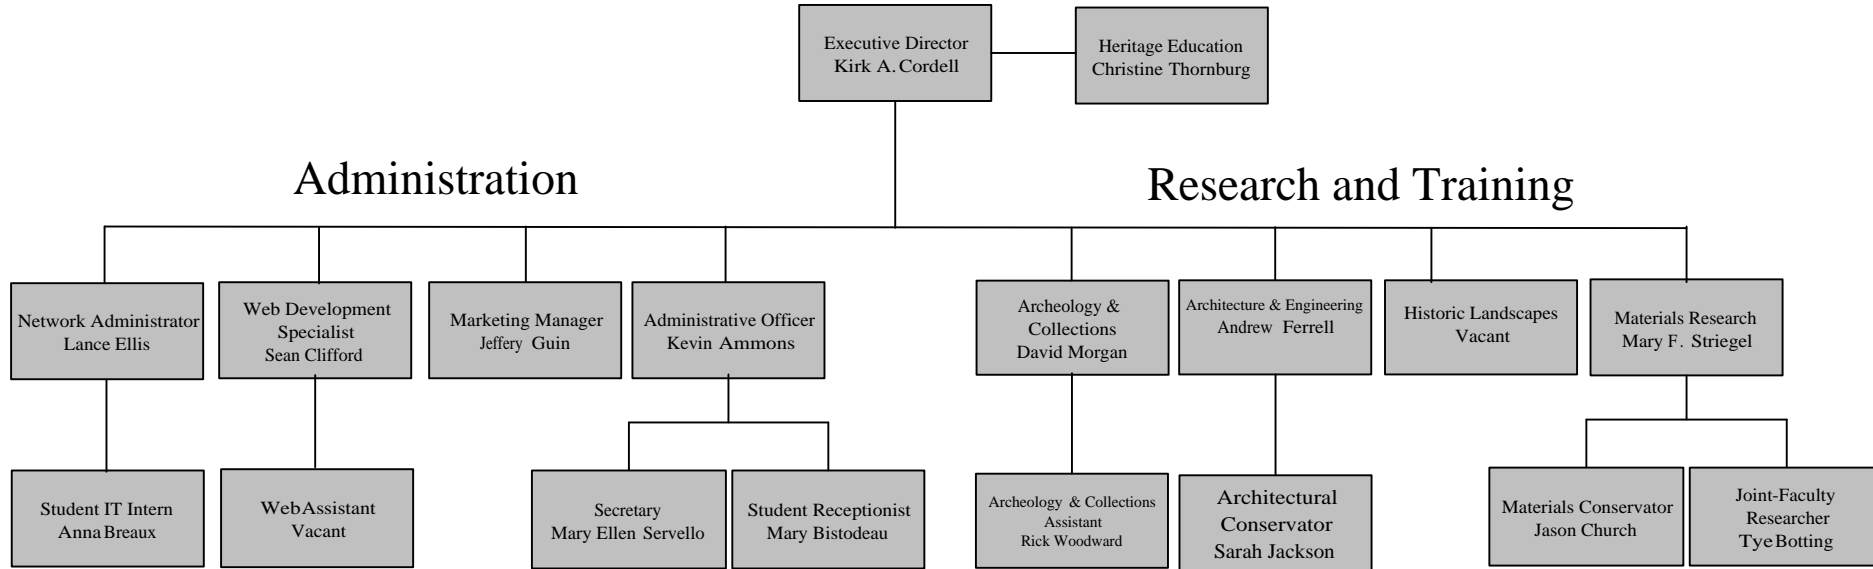 Executive Director
Kirk A. Cordell
Heritage Education
Christine Thornburg
Administration
Research and Training
Network Administrator
Lance Ellis
Web Development
Specialist
Sean Clifford
Marketing Manager
Jeffery Guin
Administrative Officer
Kevin Ammons
Archeology &
Collections
David Morgan
Architecture & Engineering
Andrew Ferrell
Historic Landscapes
Vacant
Materials Research
Mary F. Striegel
Student IT Intern
Anna Breaux
Web Assistant
Vacant
Secretary
Mary Ellen Servello
Student Receptionist
Mary Bistodeau
Archeology & Collections
Assistant
Rick Woodward
Architectural
Conservator
Sarah Jackson
Materials Conservator
Jason Church
Joint-Faculty
Researcher
Tye Botting